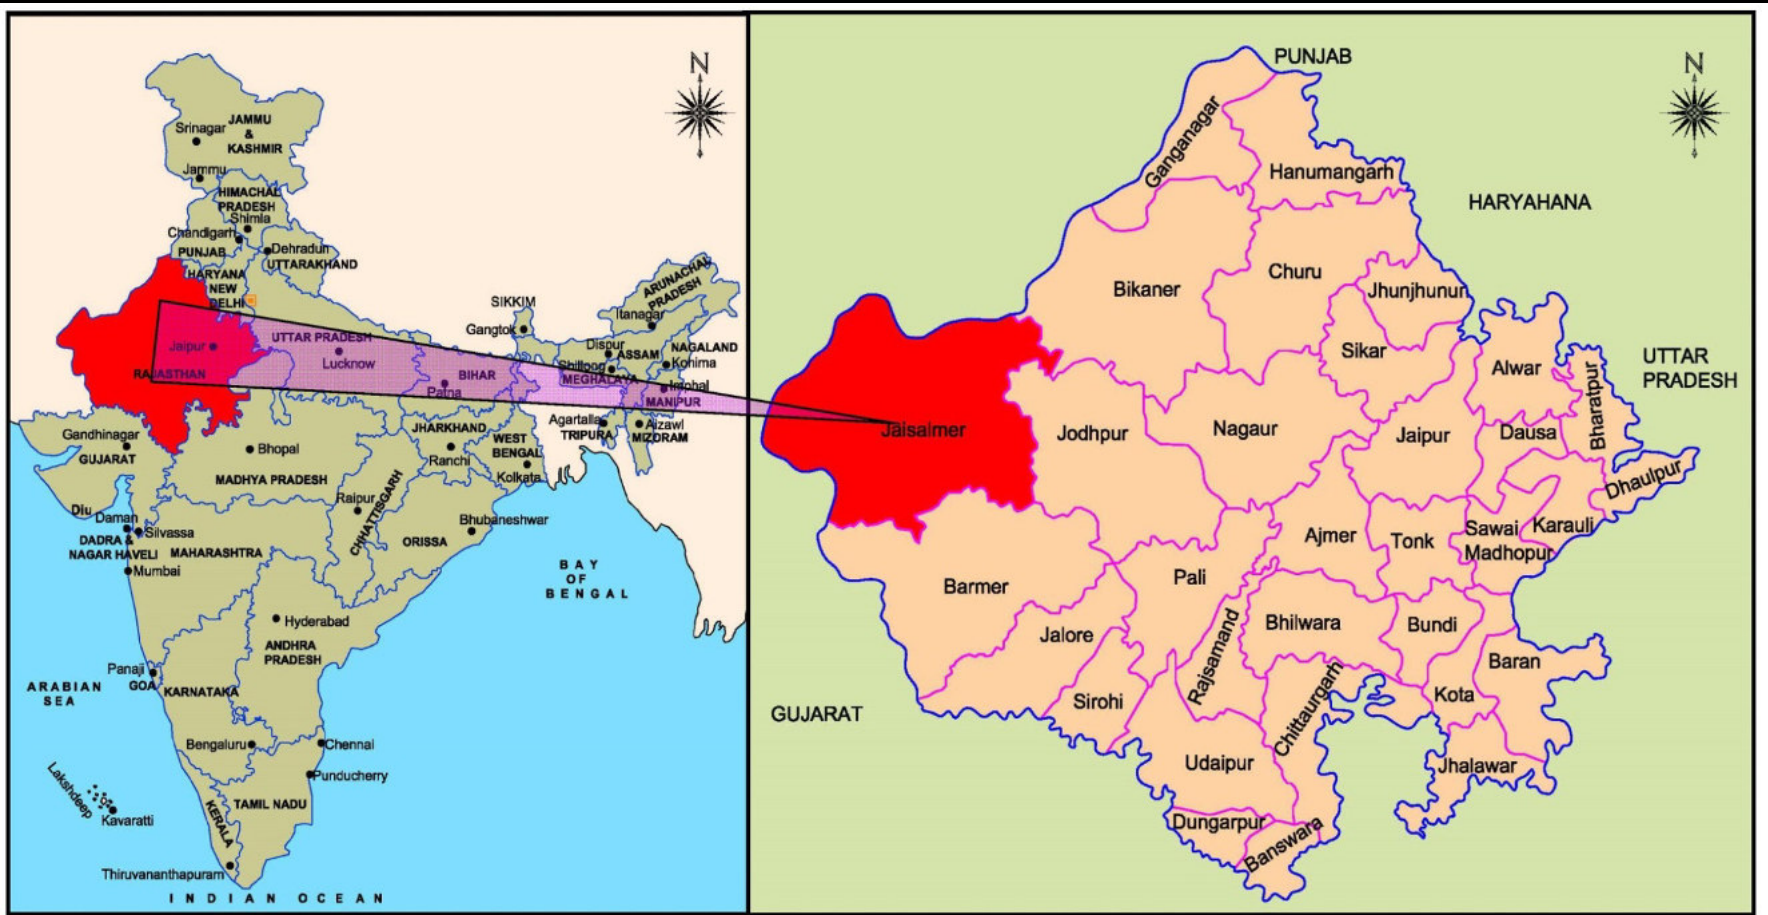 N
JAMMU
&
KASHMIR
Srinagar
Jammu
HIMACHAL
PRADESH
Shimla
Chandigarh
PUNJAB
Dehradun
UTTARAKHAND
HARYANA
NEW
DELHI
ARUNACHAL
PRADESH
SIKKIM
Itanagar
Gangtok
UTTAR PRADESH
Jaipur
Lucknow
Dispur
ASSAM
NAGALAND
Shillong
Konima
RAJASTHAN
BIHAR
MEGHALAYA
Patna
Imphal
MANIPUR
Agartalla
Aizawl
TRIPURA
MIZORAM
Gandhinagar
GUJARAT
Bhopal
JHARKHAND
WEST
BENGAL
Ranchi
MADHYA PRADESH
Kolkata
Raipur
CHHATTISGARH
Diu
Daman
Silvassa
DADRA &
NAGAR HAVELI
MAHARASHTRA
Bhubaneshwar
ORISSA
Mumbai
BAY
OF
BENGAL
Hyderabad
ANDHRA
PRADESH
Panaji
GOA
KARNATAKA
ARABIAN
SEA
Bengaluru
Chennai
Punducherry
Lakshdeep
Kavaratti
KERALA
TAMIL NADU
Thiruvananthapuram
INDIAN OCEAN
PUNJAB
N
Ganganagar
Hanumangarh
HARYAHANA
Bikaner
Churu
Jhunjhunun
Sikar
Alwar
Bharatpur
UTTAR
PRADESH
Jaisalmer
Jodhpur
Nagaur
Jaipur
Dausa
Dhaulpur
Ajmer
Tonk
Sawai
Madhopur
Karauli
Barmer
Pali
Jalore
Rajsamand
Bhilwara
Bundi
Baran
Sirohi
Chittaurgarh
Kota
GUJARAT
Udaipur
Jhalawar
Dungarpur
Banswara